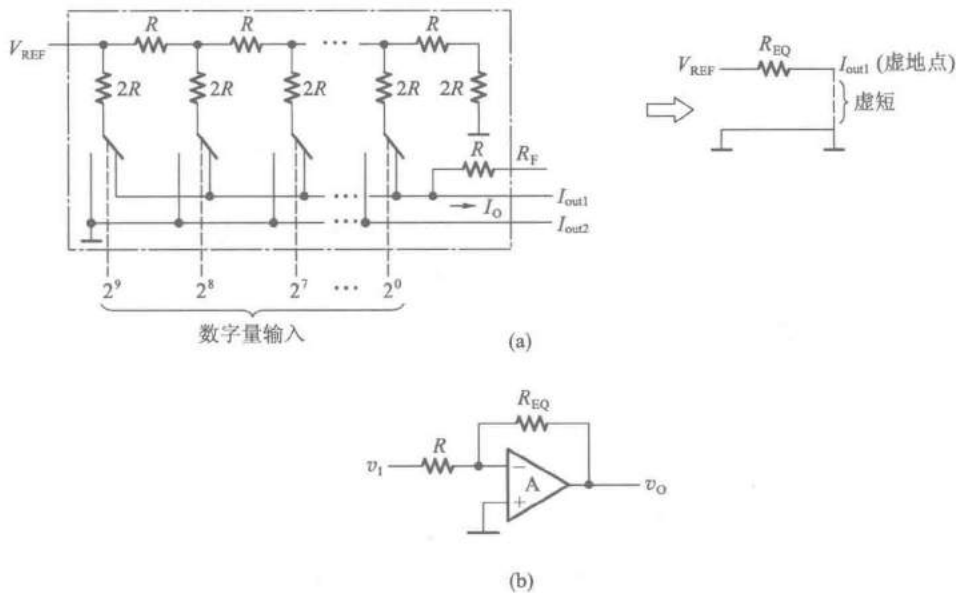 R R R
V_REF
2R 2R 2R 2R 2R
R R_F
I_out1
I_O
I_out2
2^9 2^8 2^7 ··· 2^0
数字量输入
V_REF R_EQ I_out1 (虚地点)
虚短
(a)
R_EQ
R
v_I − A v_O
+
(b)